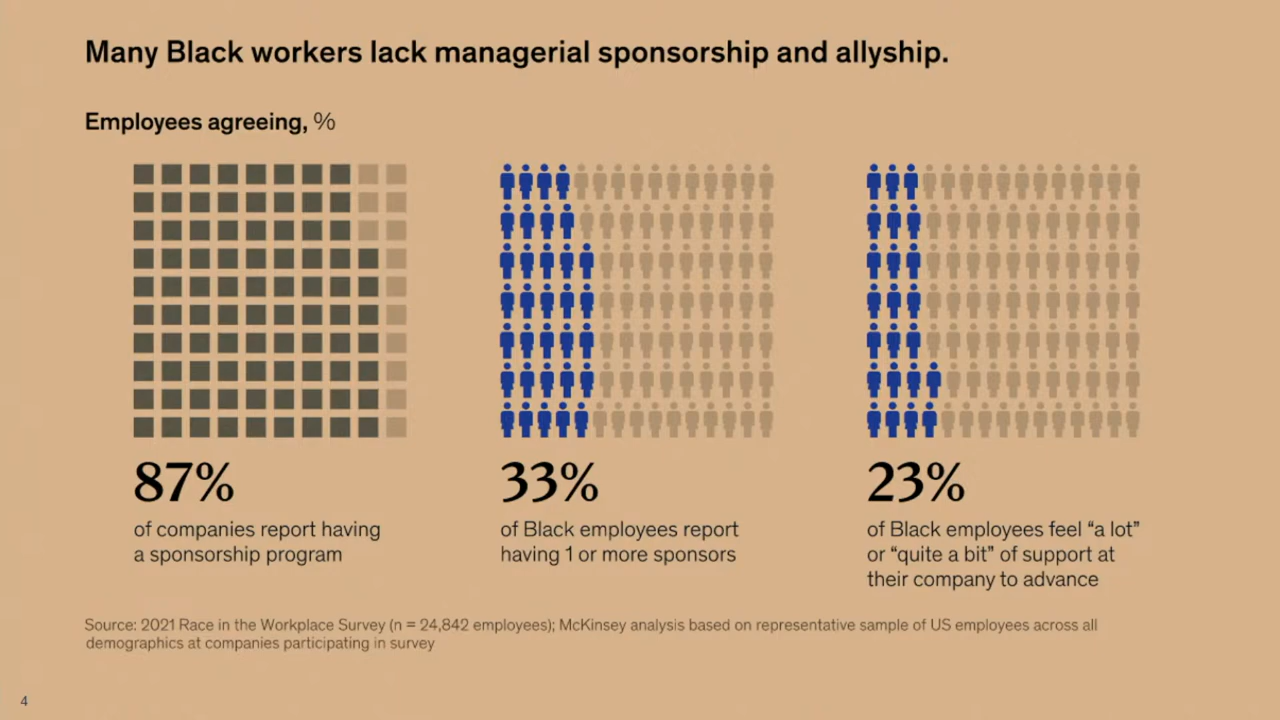 Many Black workers lack managerial sponsorship and allyship.
Employees agreeing, %
87%
of companies report having
a sponsorship program
33%
of Black employees report
having 1 or more sponsors
23%
of Black employees feel “a lot”
or “quite a bit” of support at
their company to advance
Source: 2021 Race in the Workplace Survey (n = 24,842 employees); McKinsey analysis based on representative sample of US employees across all
demographics at companies participating in survey
4